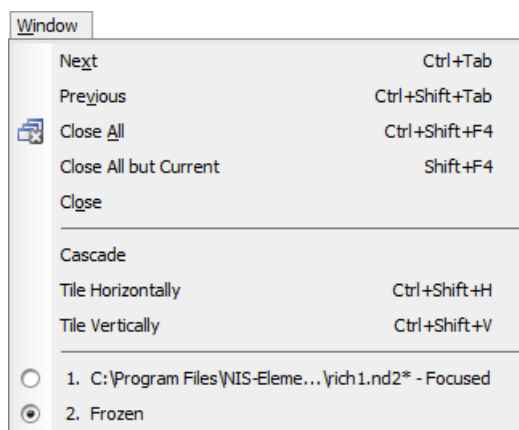 Window
Next Ctrl+Tab
Previous Ctrl+Shift+Tab
Close All Ctrl+Shift+F4
Close All but Current Shift+F4
Close
Cascade
Tile Horizontally Ctrl+Shift+H
Tile Vertically Ctrl+Shift+V
1. C:\Program Files\NIS-Eleme...\rich1.nd2* - Focused
2. Frozen